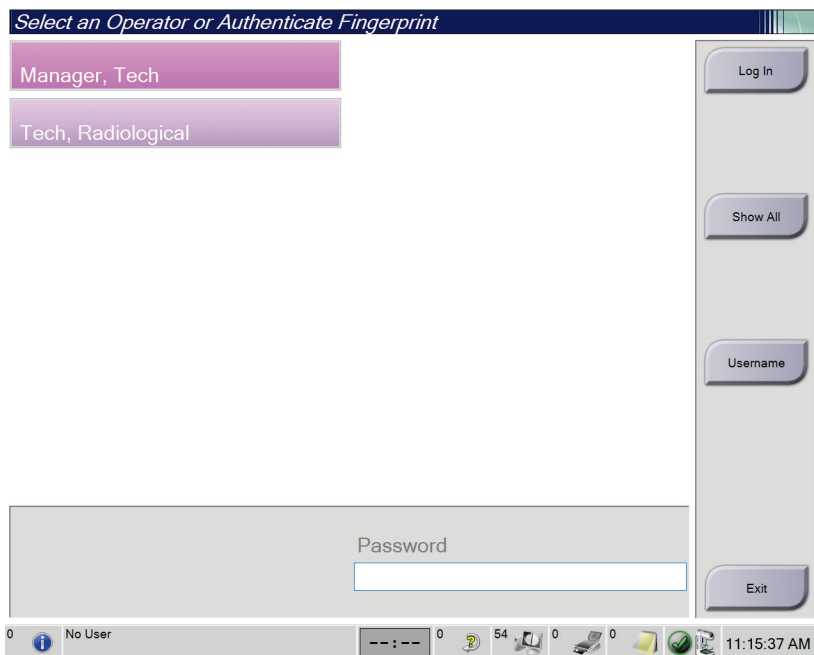 Select an Operator or Authenticate Fingerprint
Manager, Tech
Log In
Tech, Radiological
Show All
Username
Password
Exit
0 No User --:-- 0 54 0 0 11:15:37 AM